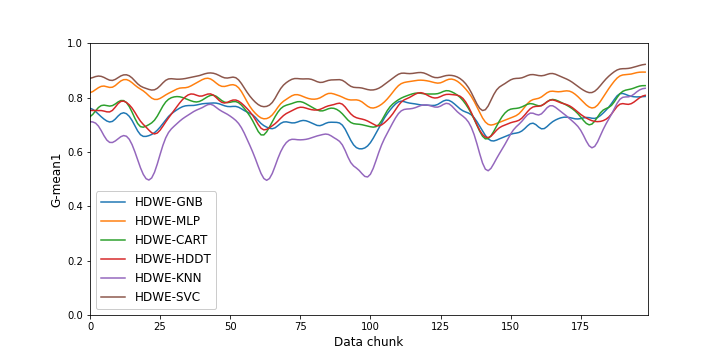 1.0
0.8
0.6
0.4
0.2
0.0
G-mean1
HDWE-GNB
HDWE-MLP
HDWE-CART
HDWE-HDDT
HDWE-KNN
HDWE-SVC
0 25 50 75 100 125 150 175
Data chunk